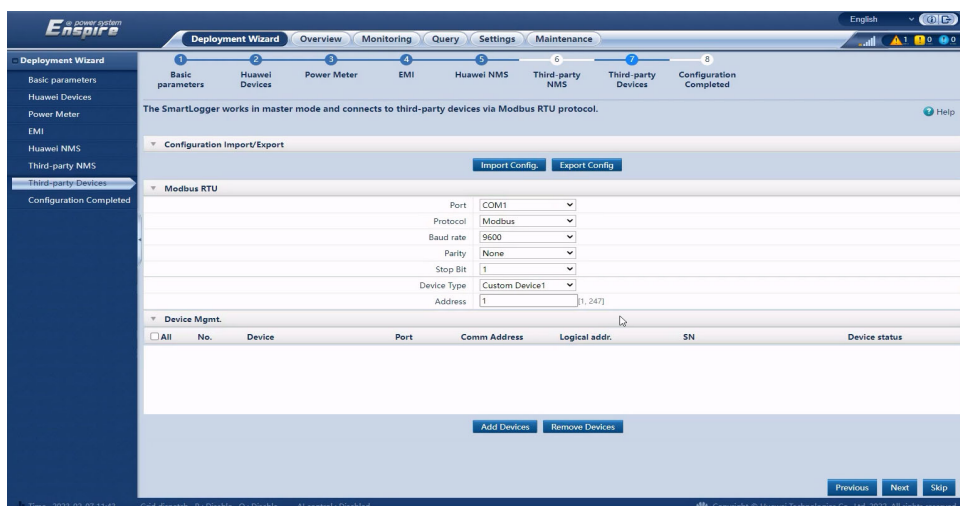 Enspire
power system
English
Deployment Wizard
Overview
Monitoring
Query
Settings
Maintenance
1
0
0
Deployment Wizard
Basic parameters
Huawei Devices
Power Meter
EMI
Huawei NMS
Third-party NMS
Third-party Devices
Configuration Completed
1
2
3
4
5
6
7
8
Basic parameters
Huawei Devices
Power Meter
EMI
Huawei NMS
Third-party NMS
Third-party Devices
Configuration Completed
The SmartLogger works in master mode and connects to third-party devices via Modbus RTU protocol.
Help
Configuration Import/Export
Import Config.
Export Config
Modbus RTU
Port COM1
Protocol Modbus
Baud rate 9600
Parity None
Stop Bit 1
Device Type Custom Device1
Address 1 [1, 247]
Device Mgmt.
All No. Device Port Comm Address Logical addr. SN Device status
Add Devices
Remove Devices
Previous
Next
Skip